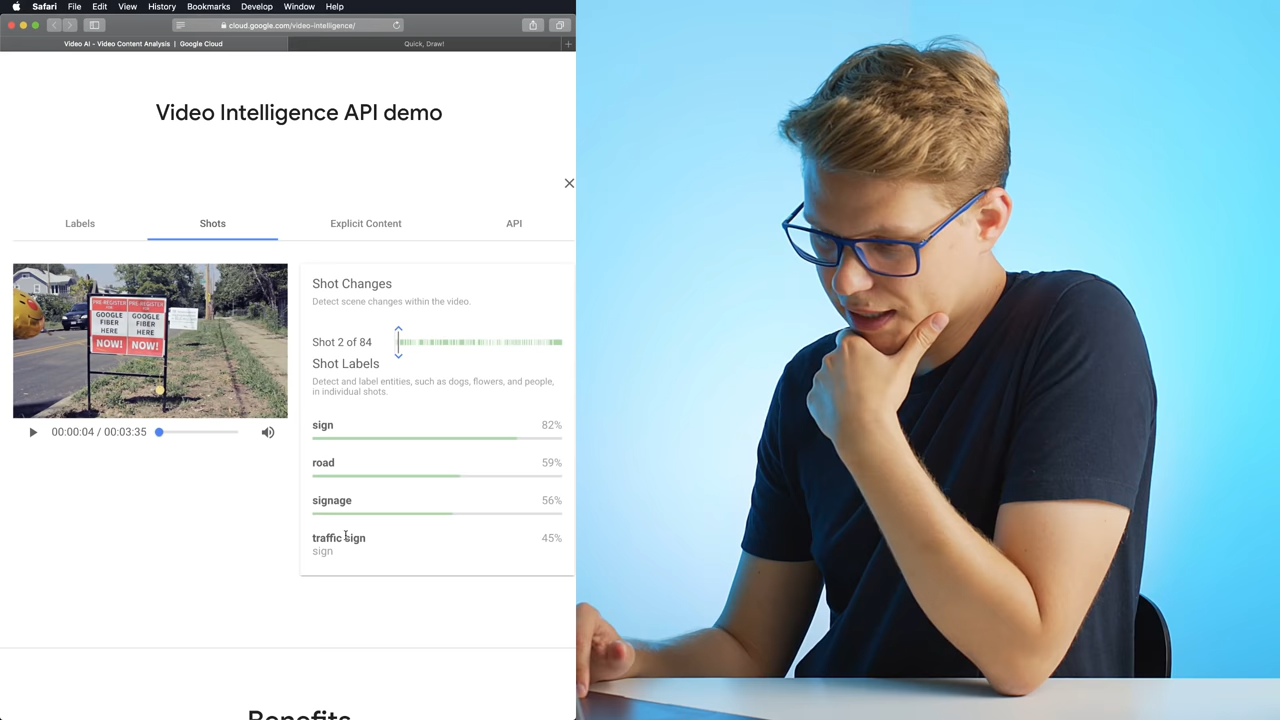 Safari File Edit View History Bookmarks Develop Window Help
cloud.google.com/video-intelligence/
Video AI - Video Content Analysis | Google Cloud
Quick, Draw!
Video Intelligence API demo
Labels Shots Explicit Content API
PRE-REGISTER PRE-REGISTER
GOOGLE FIBER HERE
NOW!
GOOGLE FIBER HERE
NOW!
00:00:04 / 00:03:35
Shot Changes
Detect scene changes within the video.
Shot 2 of 84
Shot Labels
Detect and label entities, such as dogs, flowers, and people,
in individual shots.
sign 82%
road 59%
signage 56%
traffic sign 45%
sign
Benefits